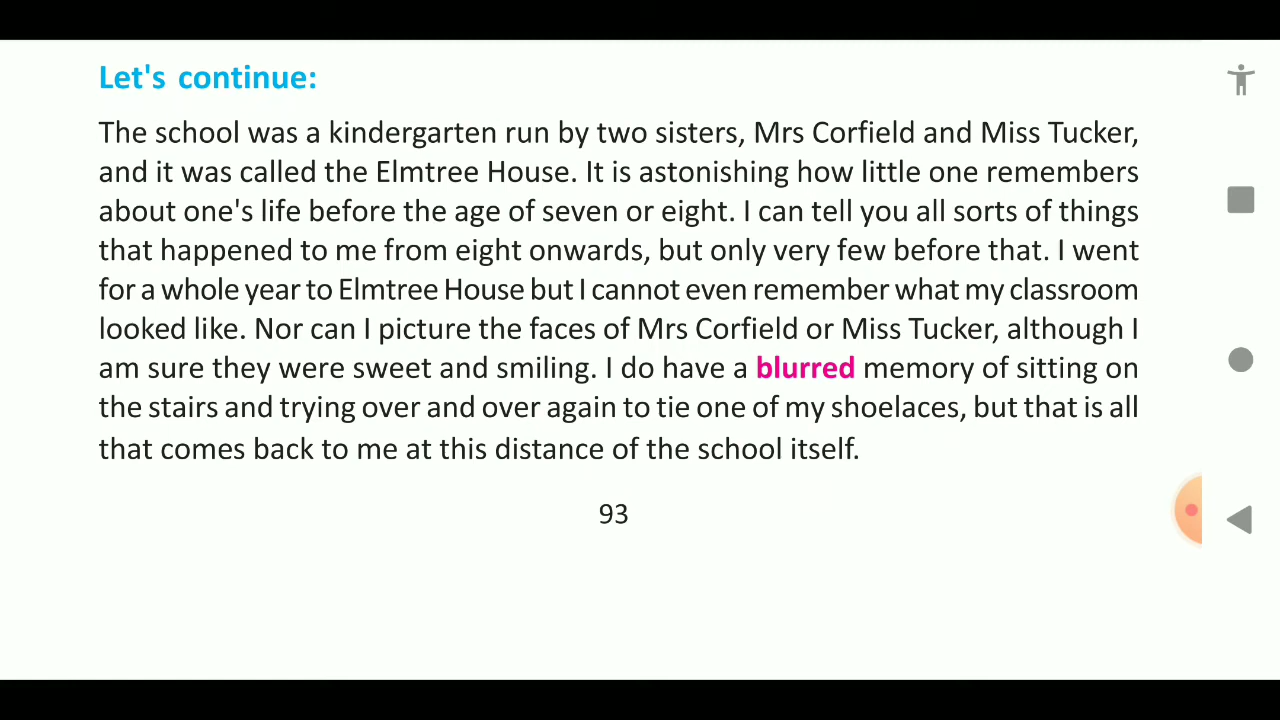 Let's continue:
The school was a kindergarten run by two sisters, Mrs Corfield and Miss Tucker,
and it was called the Elmtree House. It is astonishing how little one remembers
about one's life before the age of seven or eight. I can tell you all sorts of things
that happened to me from eight onwards, but only very few before that. I went
for a whole year to Elmtree House but I cannot even remember what my classroom
looked like. Nor can I picture the faces of Mrs Corfield or Miss Tucker, although I
am sure they were sweet and smiling. I do have a blurred memory of sitting on
the stairs and trying over and over again to tie one of my shoelaces, but that is all
that comes back to me at this distance of the school itself.
93